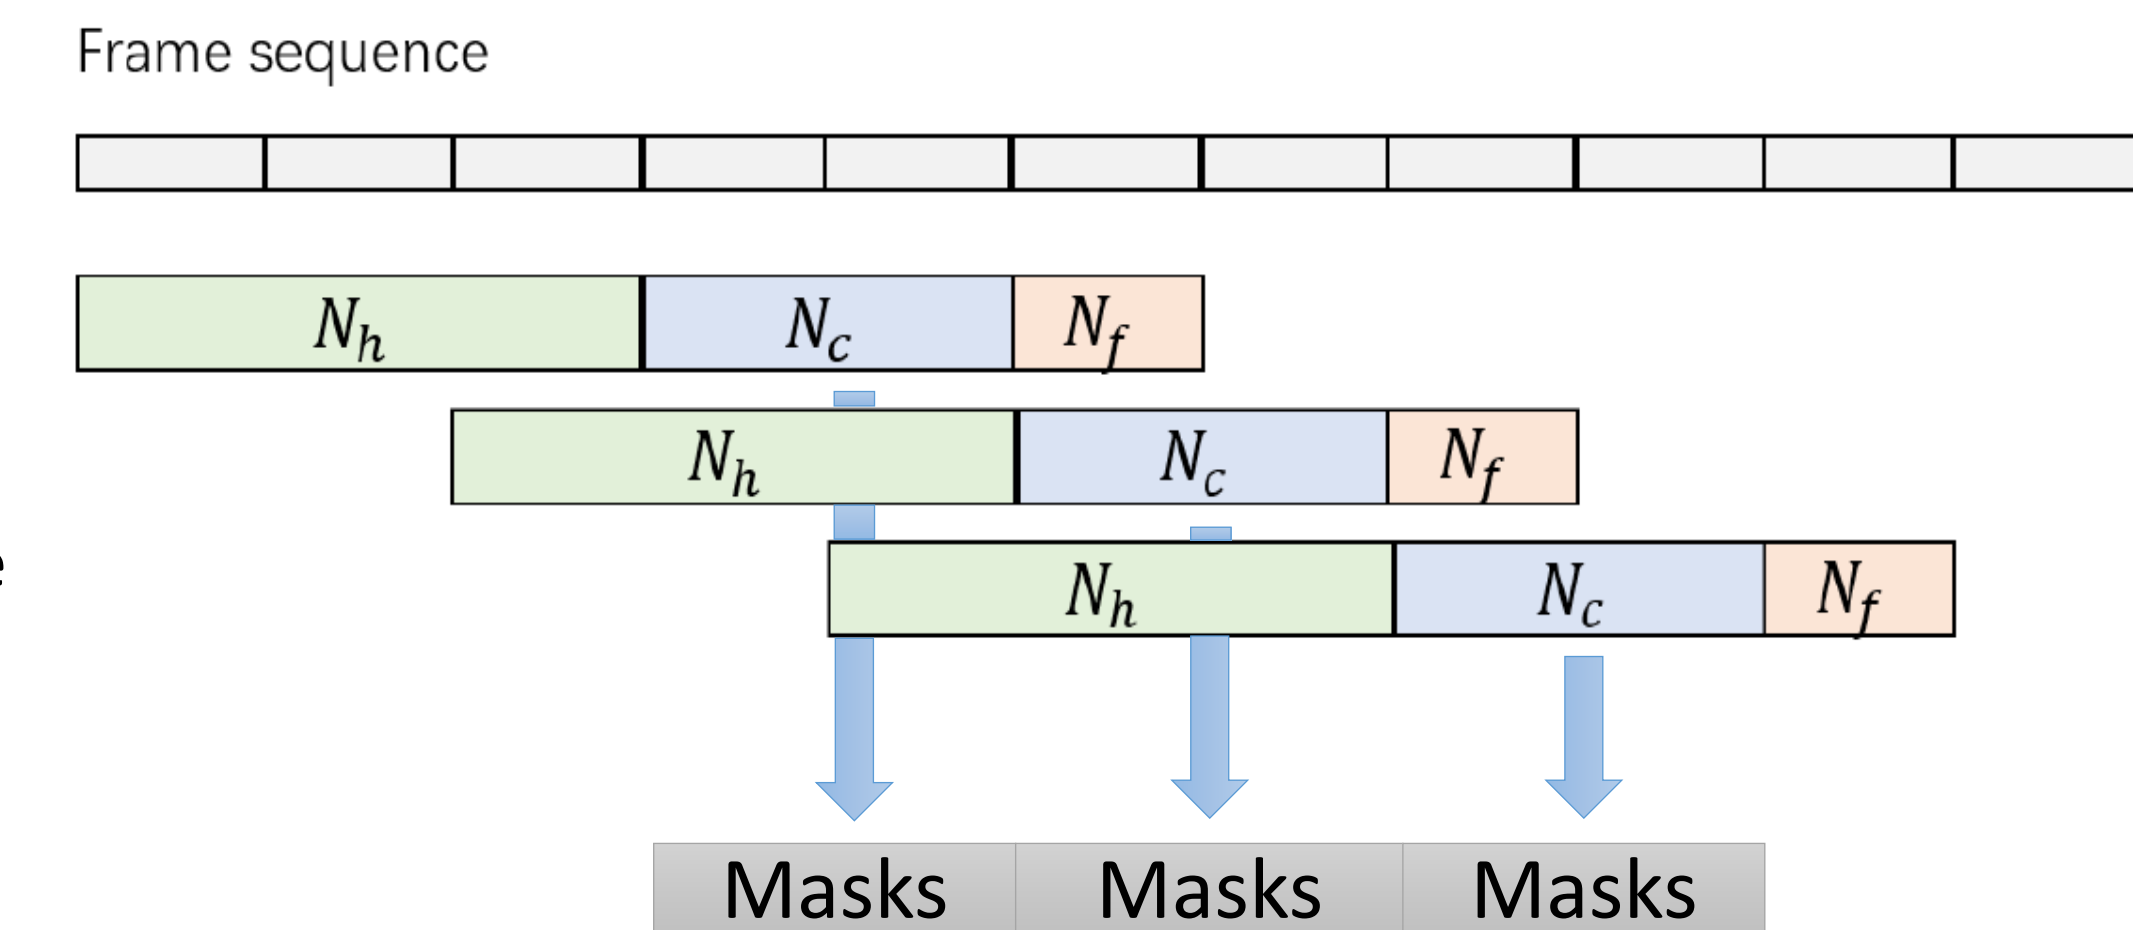 Frame sequence
N_h N_c N_f
N_h N_c N_f
e
N_h N_c N_f
Masks Masks Masks